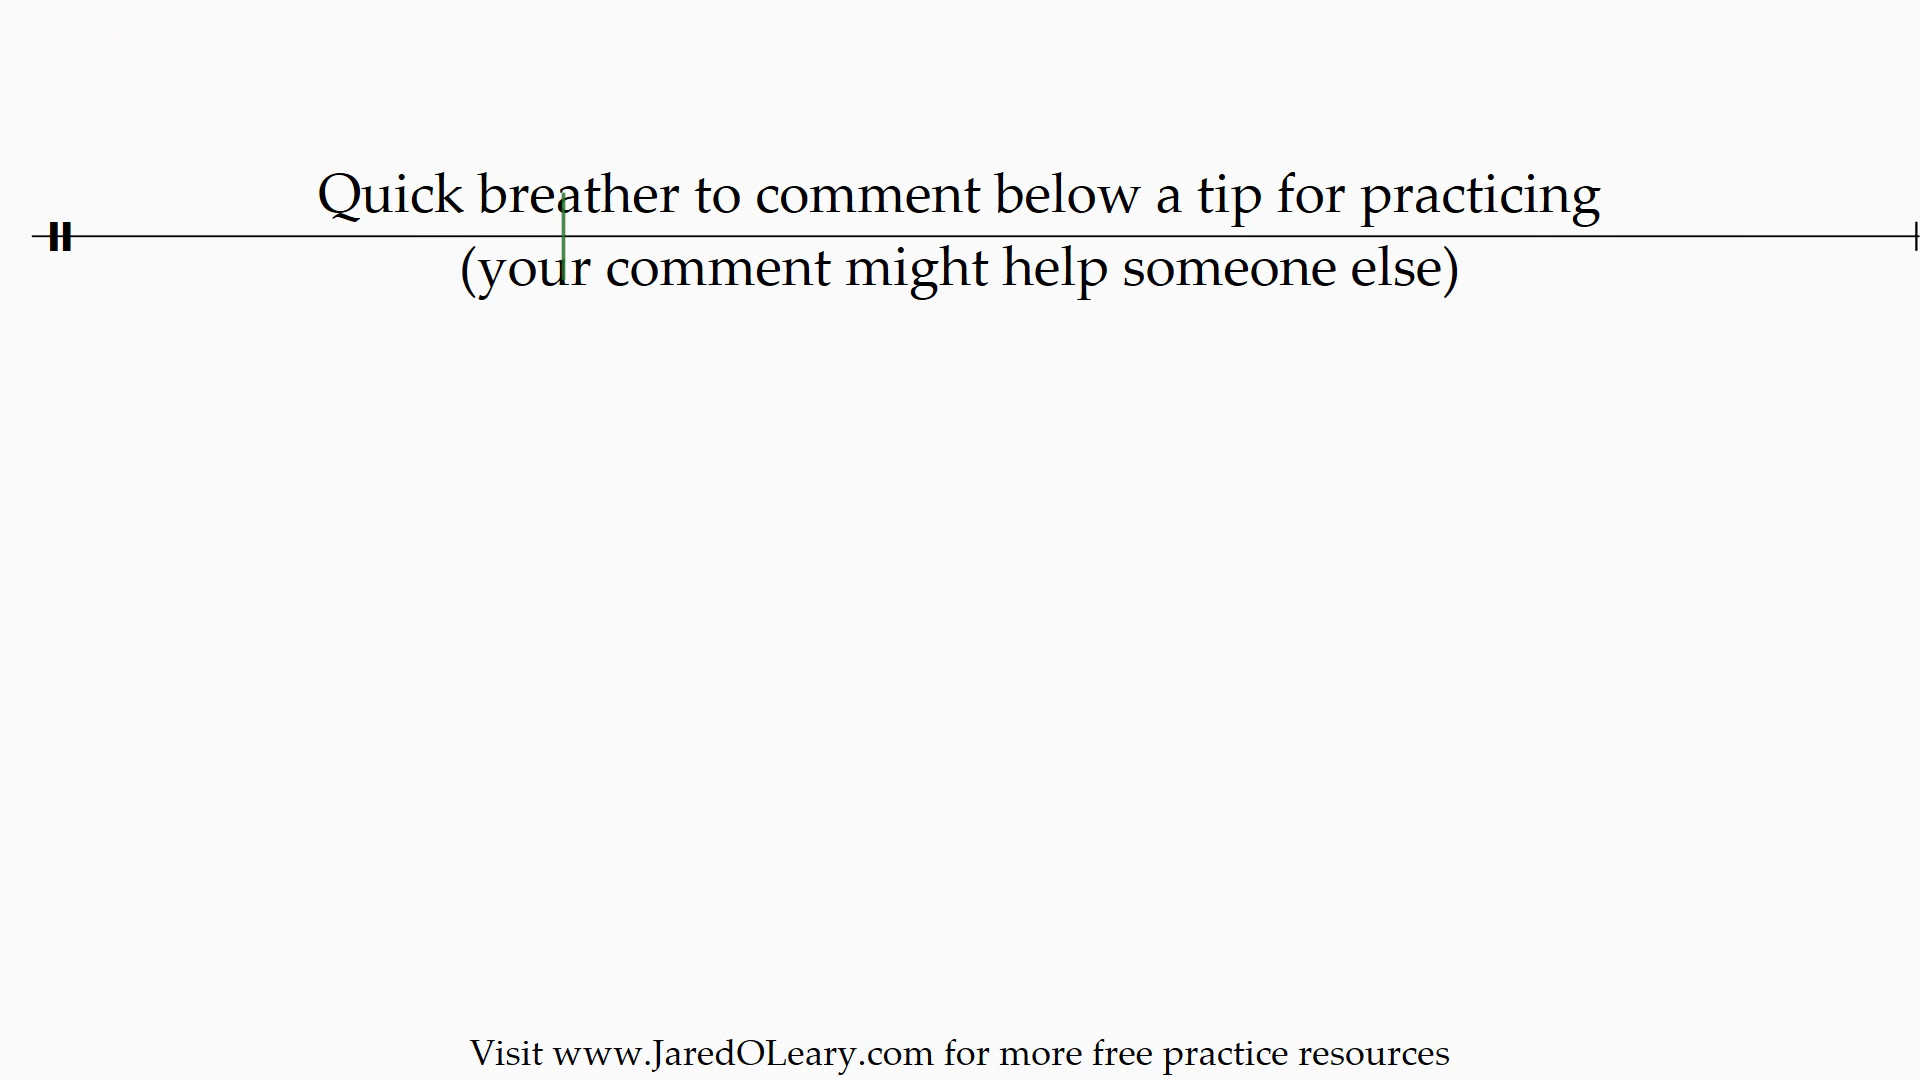 Quick breather to comment below a tip for practicing
(your comment might help someone else)
Visit www.JaredOLeary.com for more free practice resources